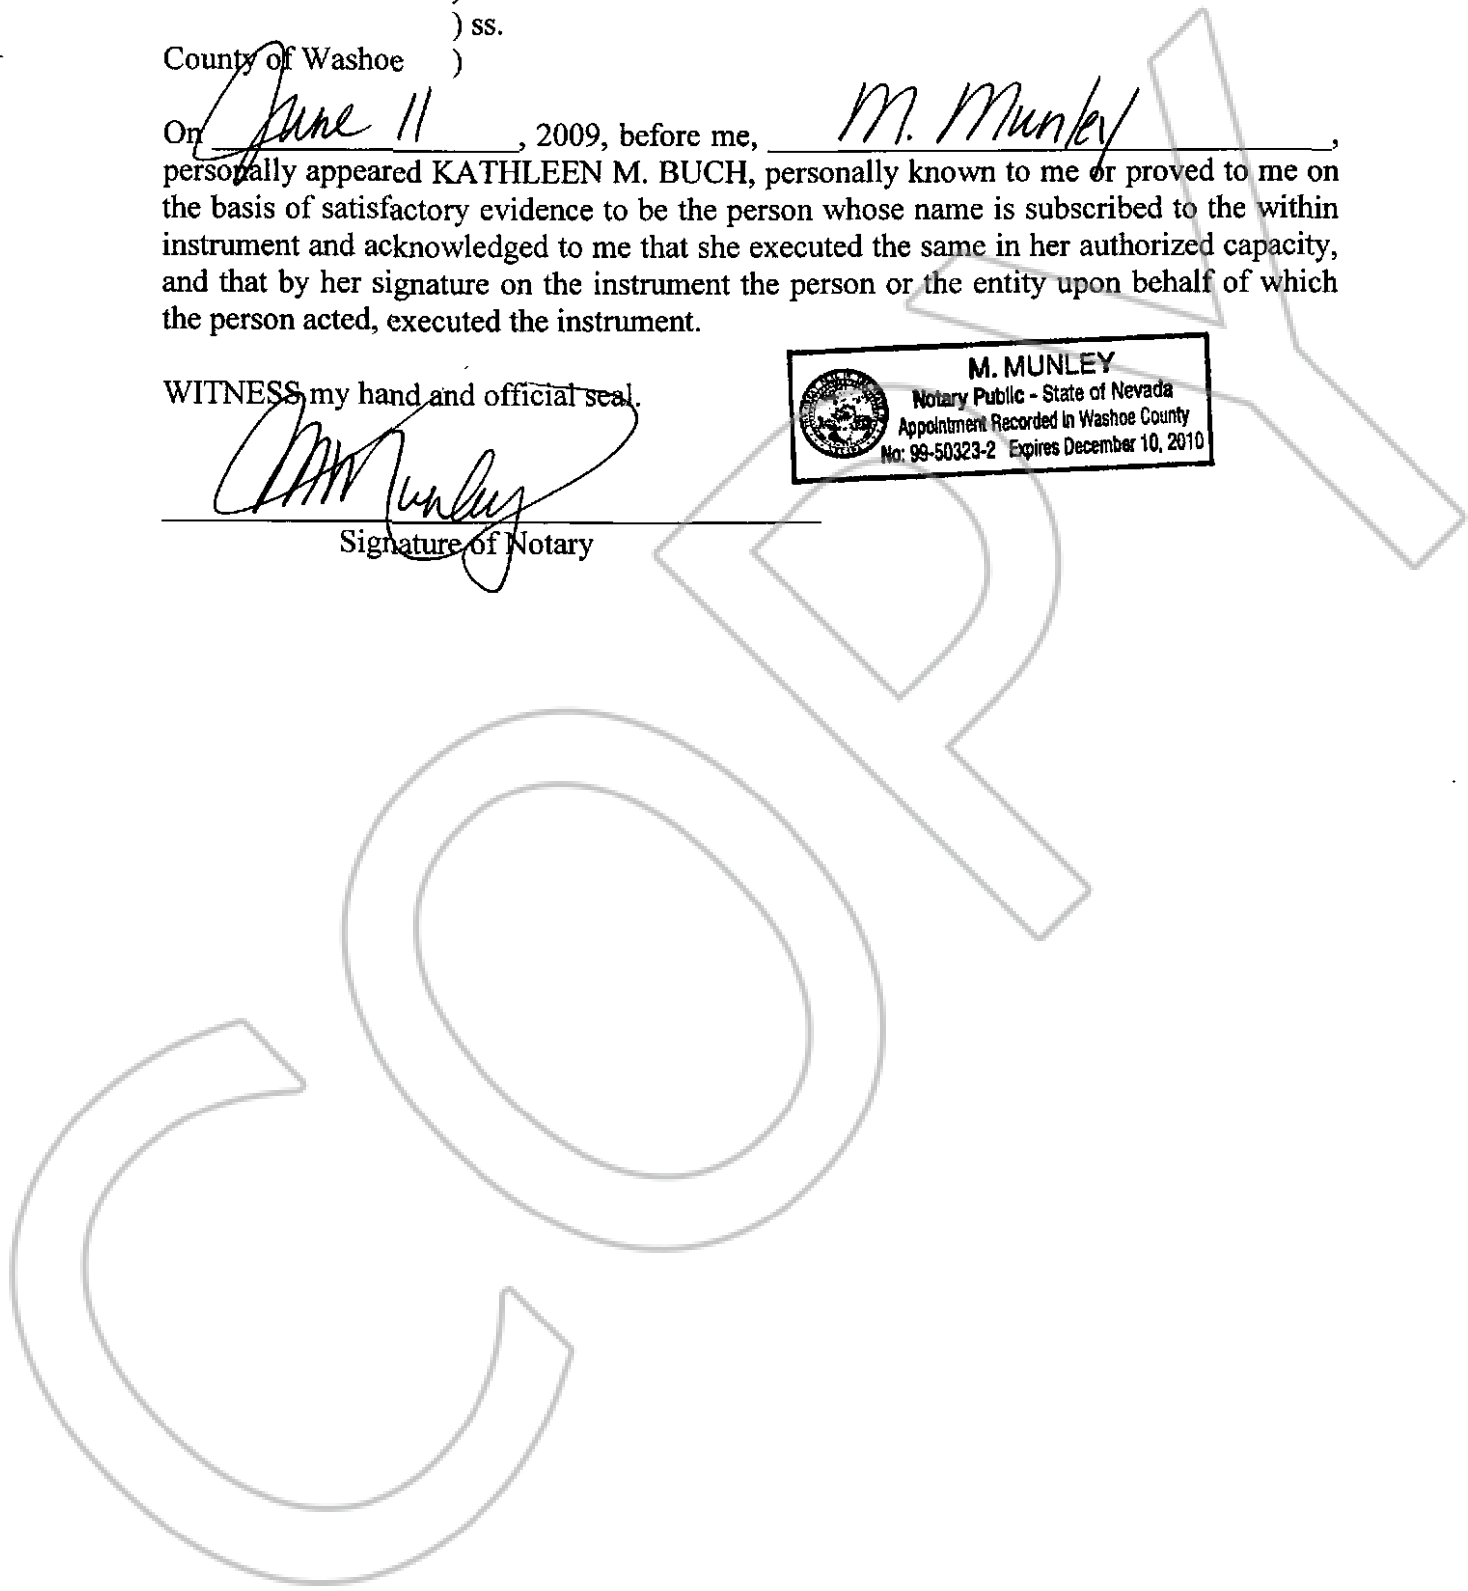 ) ss.
County of Washoe )
On June 11, 2009, before me, M. Munley,
personally appeared KATHLEEN M. BUCH, personally known to me or proved to me on
the basis of satisfactory evidence to be the person whose name is subscribed to the within
instrument and acknowledged to me that she executed the same in her authorized capacity,
and that by her signature on the instrument the person or the entity upon behalf of which
the person acted, executed the instrument.
WITNESS my hand and official seal.
M. MUNLEY
Notary Public - State of Nevada
Appointment Recorded in Washoe County
No: 99-50323-2 Expires December 10, 2010
M Munley
Signature of Notary
COPY